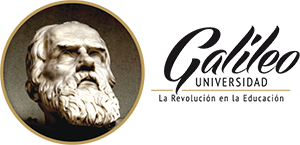 Galileo
UNIVERSIDAD
La Revolución en la Educación